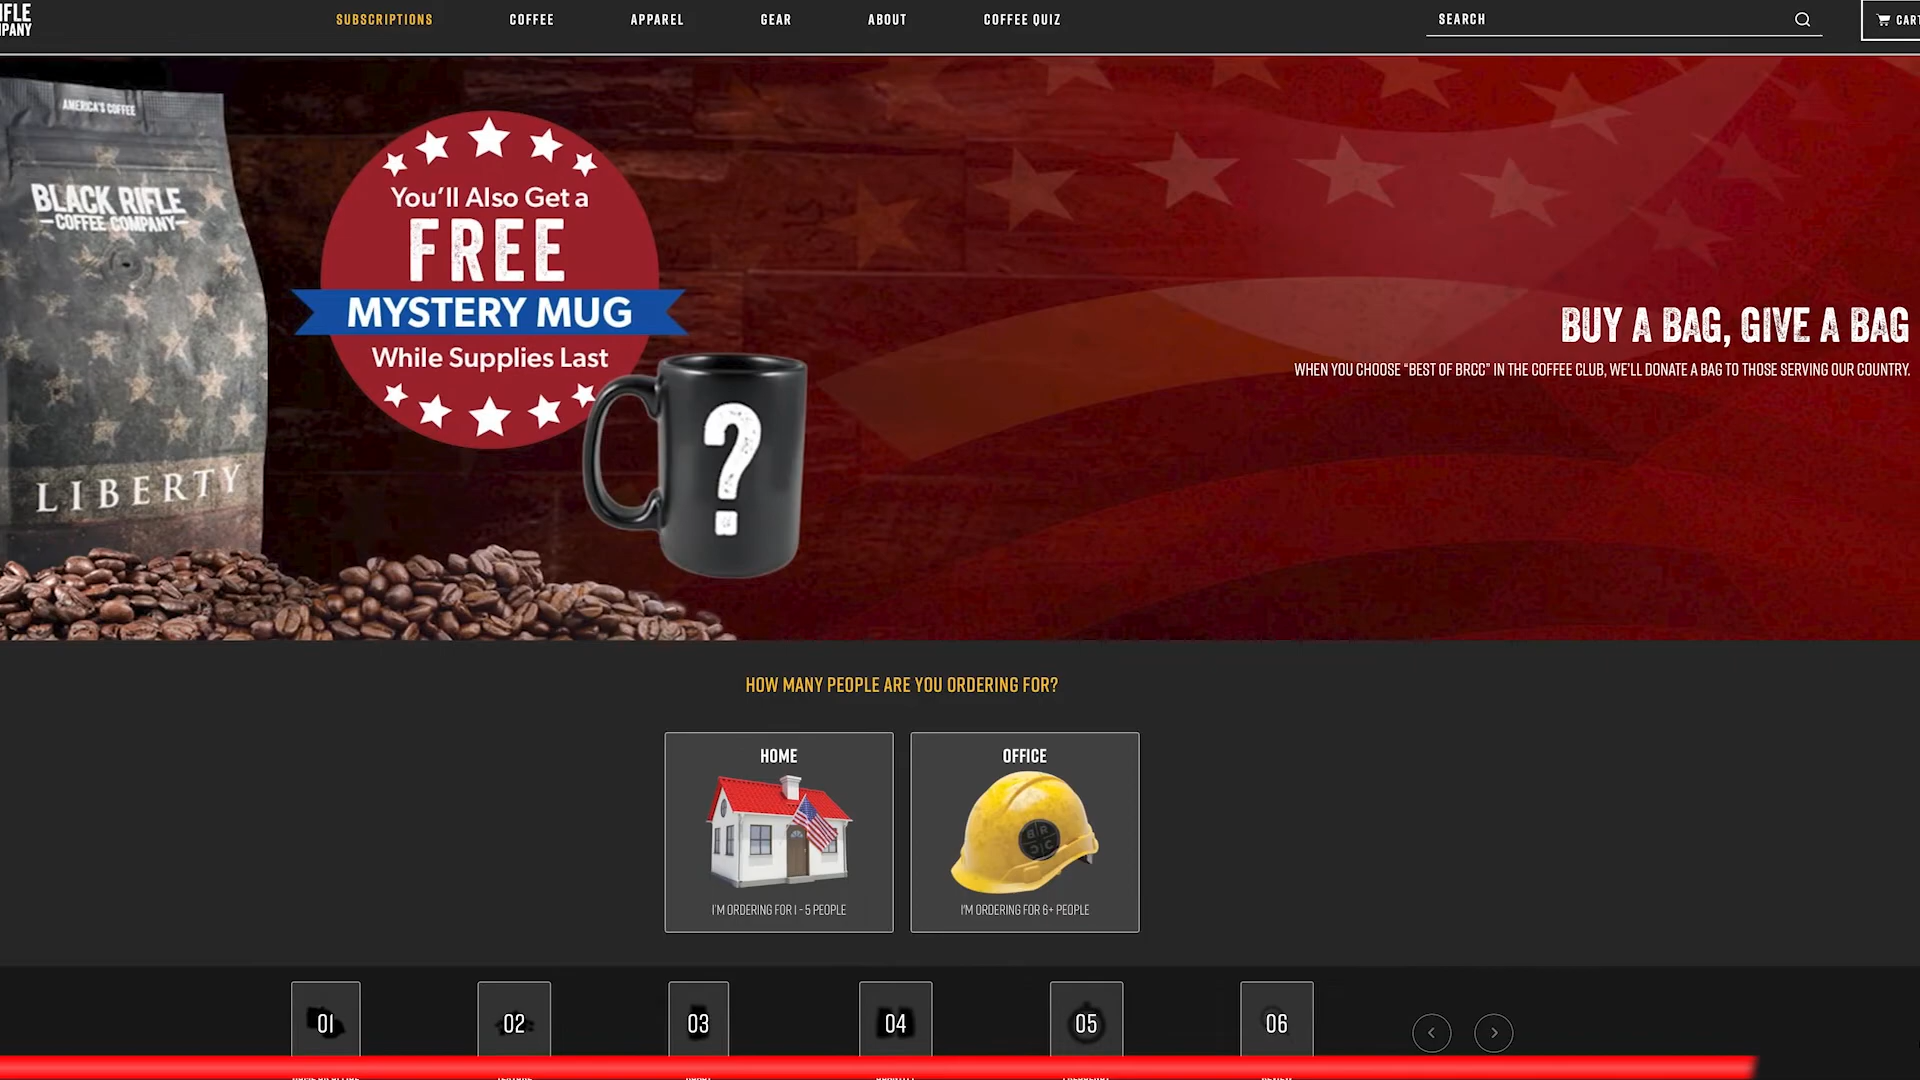 SUBSCRIPTIONS
COFFEE
APPAREL
GEAR
ABOUT
COFFEE QUIZ
SEARCH
AMERICA'S COFFEE
BLACK RIFLE
COFFEE COMPANY
LIBERTY
You'll Also Get a
FREE
MYSTERY MUG
While Supplies Last
?
BUY A BAG, GIVE A BAG
WHEN YOU CHOOSE “BEST OF BRCC” IN THE COFFEE CLUB, WE'LL DONATE A BAG TO THOSE SERVING OUR COUNTRY.
HOW MANY PEOPLE ARE YOU ORDERING FOR?
HOME
I'M ORDERING FOR 1 - 5 PEOPLE
OFFICE
BRCC
I'M ORDERING FOR 6+ PEOPLE
01
02
03
04
05
06